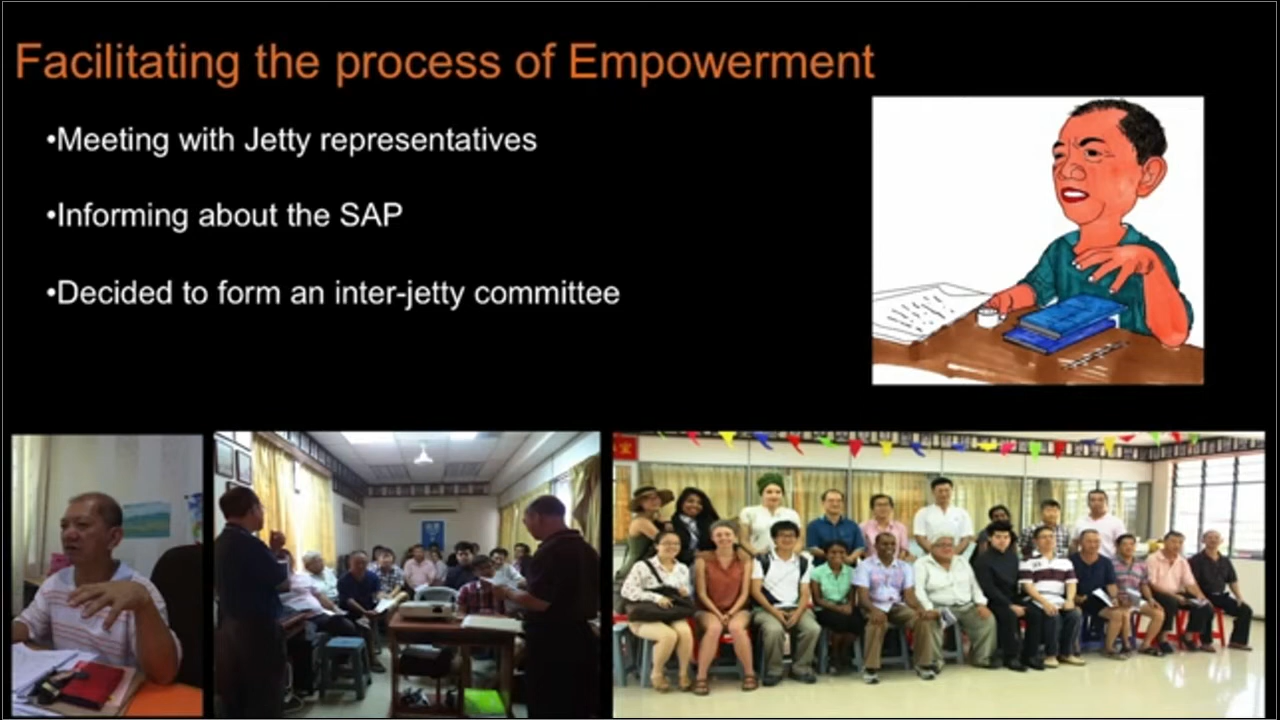 Facilitating the process of Empowerment
•Meeting with Jetty representatives
•Informing about the SAP
•Decided to form an inter-jetty committee